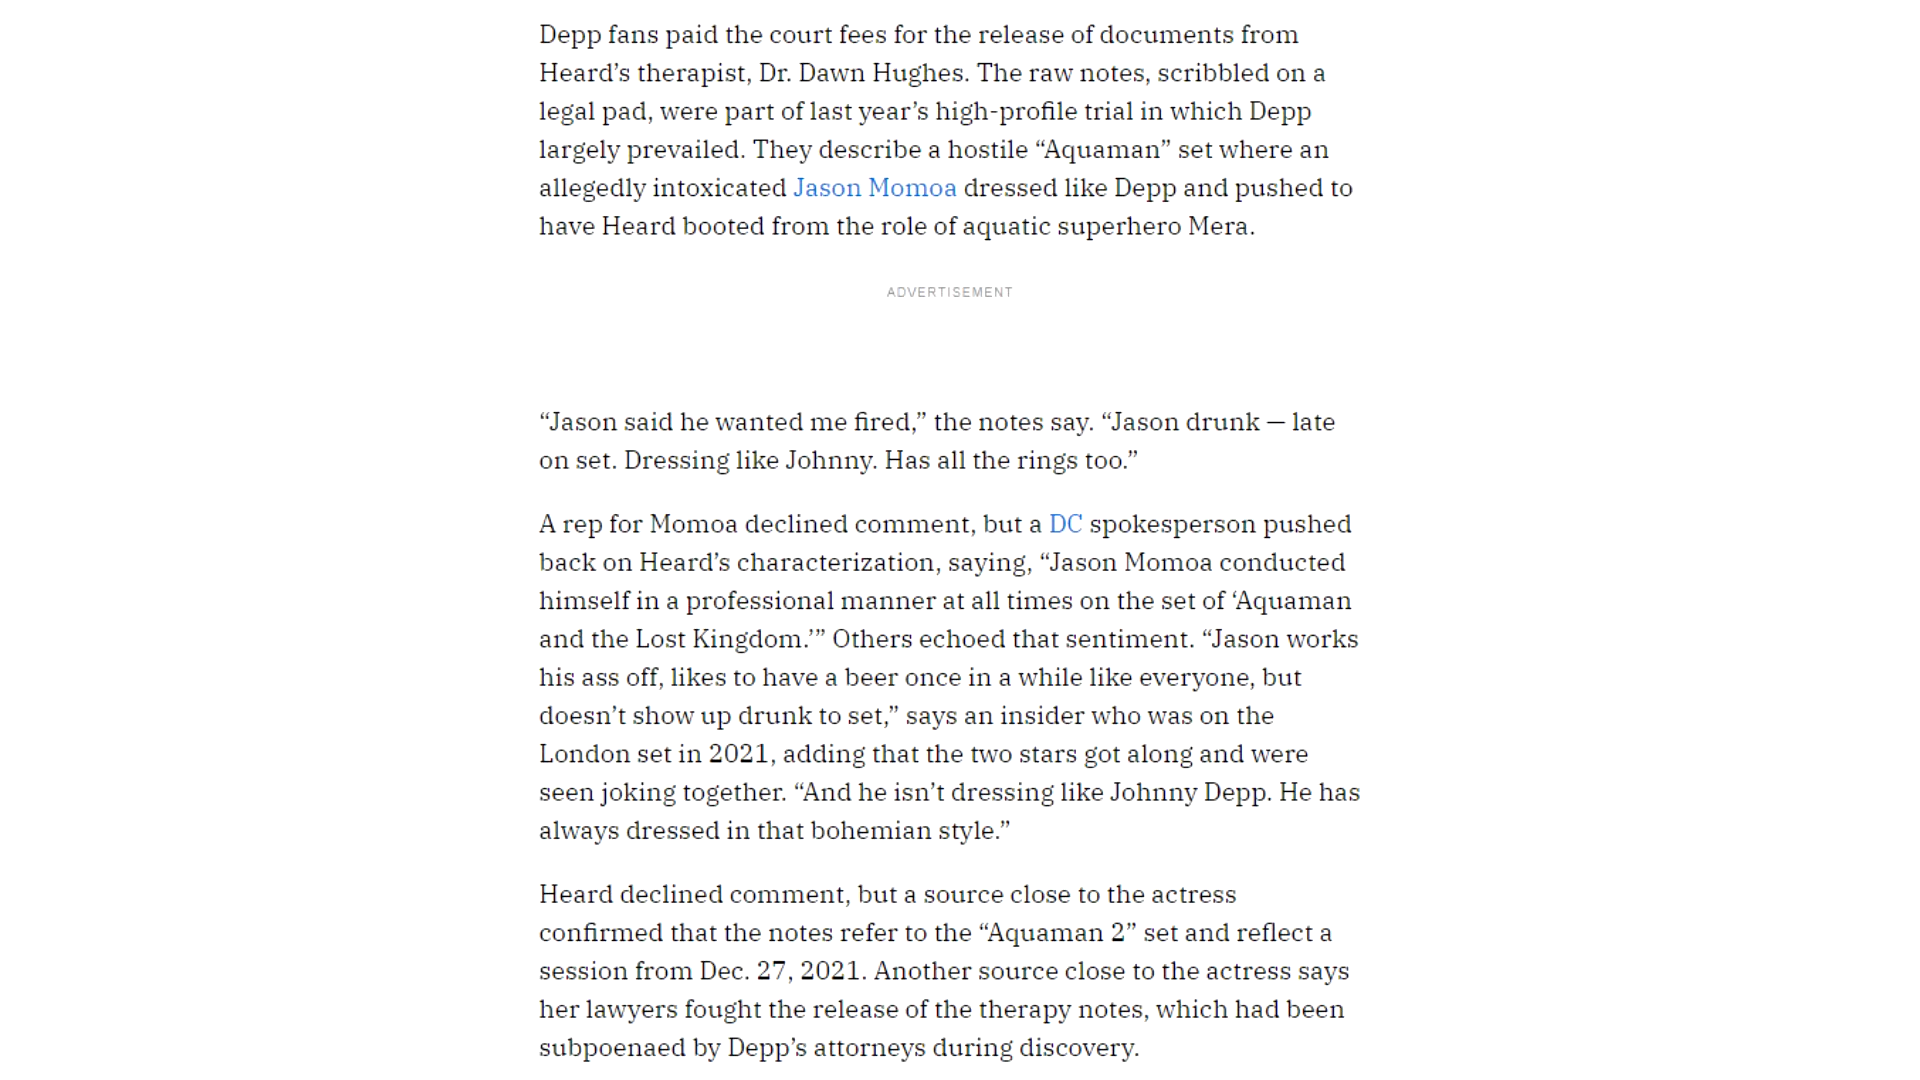 Depp fans paid the court fees for the release of documents from
Heard’s therapist, Dr. Dawn Hughes. The raw notes, scribbled on a
legal pad, were part of last year’s high-profile trial in which Depp
largely prevailed. They describe a hostile “Aquaman” set where an
allegedly intoxicated Jason Momoa dressed like Depp and pushed to
have Heard booted from the role of aquatic superhero Mera.
ADVERTISEMENT
“Jason said he wanted me fired,” the notes say. “Jason drunk — late
on set. Dressing like Johnny. Has all the rings too.”
A rep for Momoa declined comment, but a DC spokesperson pushed
back on Heard’s characterization, saying, “Jason Momoa conducted
himself in a professional manner at all times on the set of ‘Aquaman
and the Lost Kingdom.’” Others echoed that sentiment. “Jason works
his ass off, likes to have a beer once in a while like everyone, but
doesn’t show up drunk to set,” says an insider who was on the
London set in 2021, adding that the two stars got along and were
seen joking together. “And he isn’t dressing like Johnny Depp. He has
always dressed in that bohemian style.”
Heard declined comment, but a source close to the actress
confirmed that the notes refer to the “Aquaman 2” set and reflect a
session from Dec. 27, 2021. Another source close to the actress says
her lawyers fought the release of the therapy notes, which had been
subpoenaed by Depp’s attorneys during discovery.